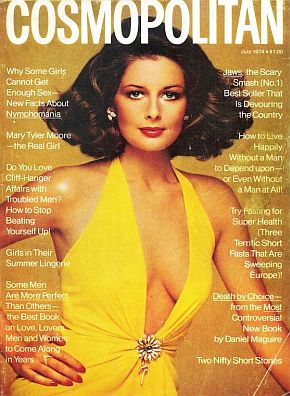 COSMOPOLITAN
July 1974 • $1.00
Why Some Girls
Cannot Get
Enough Sex—
New Facts About
Nymphomania
Mary Tyler Moore
—the Real Girl
Do You Love
Cliff-Hanger
Affairs with
Troubled Men?
How to Stop
Beating
Yourself Up!
Girls in Their
Summer Lingerie
Some Men
Are More Perfect
Than Others—
the Best Book
on Love, Lovers,
Men and Women
to Come Along
in Years
Jaws, the Scary
Smash (No.1)
Best Seller That
Is Devouring
the Country
How to Live
Happily
Without a Man
to Depend upon—
or Even Without
a Man at All!
Try Fasting for
Super Health
(Three
Terrific Short
Fasts That Are
Sweeping
Europe)!
Death by Choice—
from the Most
Controversial
New Book
by Daniel Maguire
Two Nifty Short Stories